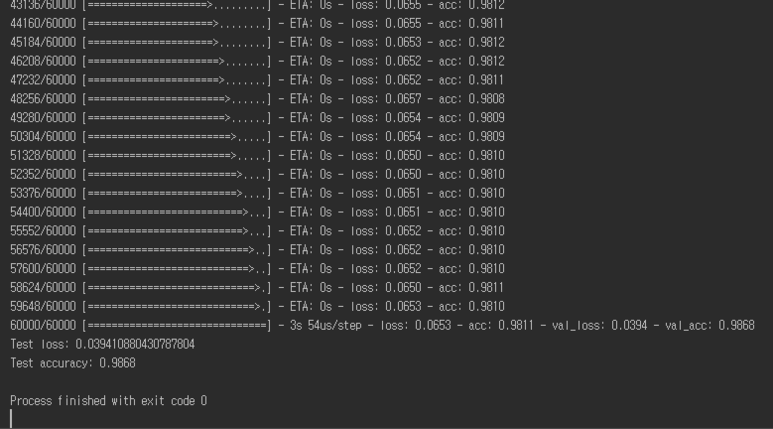 43136/60000 [=====================>.........] - ETA: 0s - loss: 0.0655 - acc: 0.9812
44160/60000 [=====================>........] - ETA: 0s - loss: 0.0655 - acc: 0.9811
45184/60000 [======================>........] - ETA: 0s - loss: 0.0653 - acc: 0.9812
46208/60000 [=======================>.......] - ETA: 0s - loss: 0.0652 - acc: 0.9812
47232/60000 [=======================>.......] - ETA: 0s - loss: 0.0652 - acc: 0.9811
48256/60000 [========================>......] - ETA: 0s - loss: 0.0657 - acc: 0.9808
49280/60000 [========================>......] - ETA: 0s - loss: 0.0654 - acc: 0.9809
50304/60000 [=========================>.....] - ETA: 0s - loss: 0.0654 - acc: 0.9809
51328/60000 [=========================>.....] - ETA: 0s - loss: 0.0650 - acc: 0.9810
52352/60000 [==========================>....] - ETA: 0s - loss: 0.0650 - acc: 0.9810
53376/60000 [==========================>....] - ETA: 0s - loss: 0.0651 - acc: 0.9810
54400/60000 [===========================>...] - ETA: 0s - loss: 0.0651 - acc: 0.9810
55552/60000 [===========================>...] - ETA: 0s - loss: 0.0652 - acc: 0.9810
56576/60000 [============================>..] - ETA: 0s - loss: 0.0652 - acc: 0.9810
57600/60000 [============================>..] - ETA: 0s - loss: 0.0652 - acc: 0.9810
58624/60000 [=============================>.] - ETA: 0s - loss: 0.0650 - acc: 0.9811
59648/60000 [=============================>.] - ETA: 0s - loss: 0.0653 - acc: 0.9810
60000/60000 [==============================] - 3s 54us/step - loss: 0.0653 - acc: 0.9811 - val_loss: 0.0394 - val_acc: 0.9868
Test loss: 0.039410880430787804
Test accuracy: 0.9868
Process finished with exit code 0